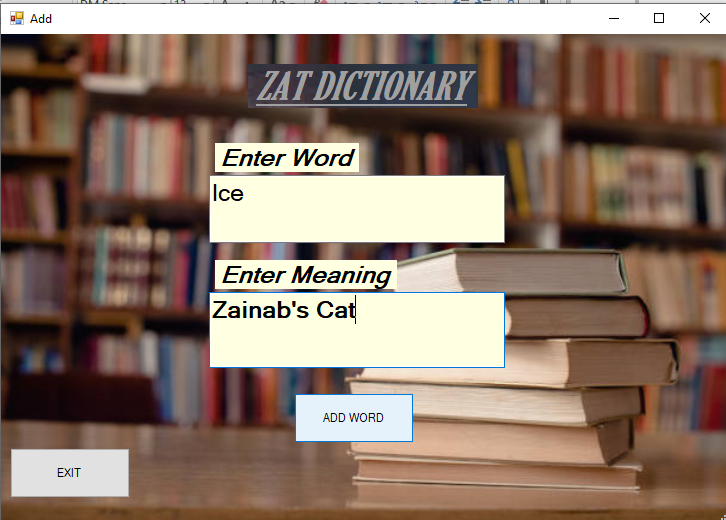 Add
ZAT DICTIONARY
Enter Word
Ice
Enter Meaning
Zainab's Cat
ADD WORD
EXIT